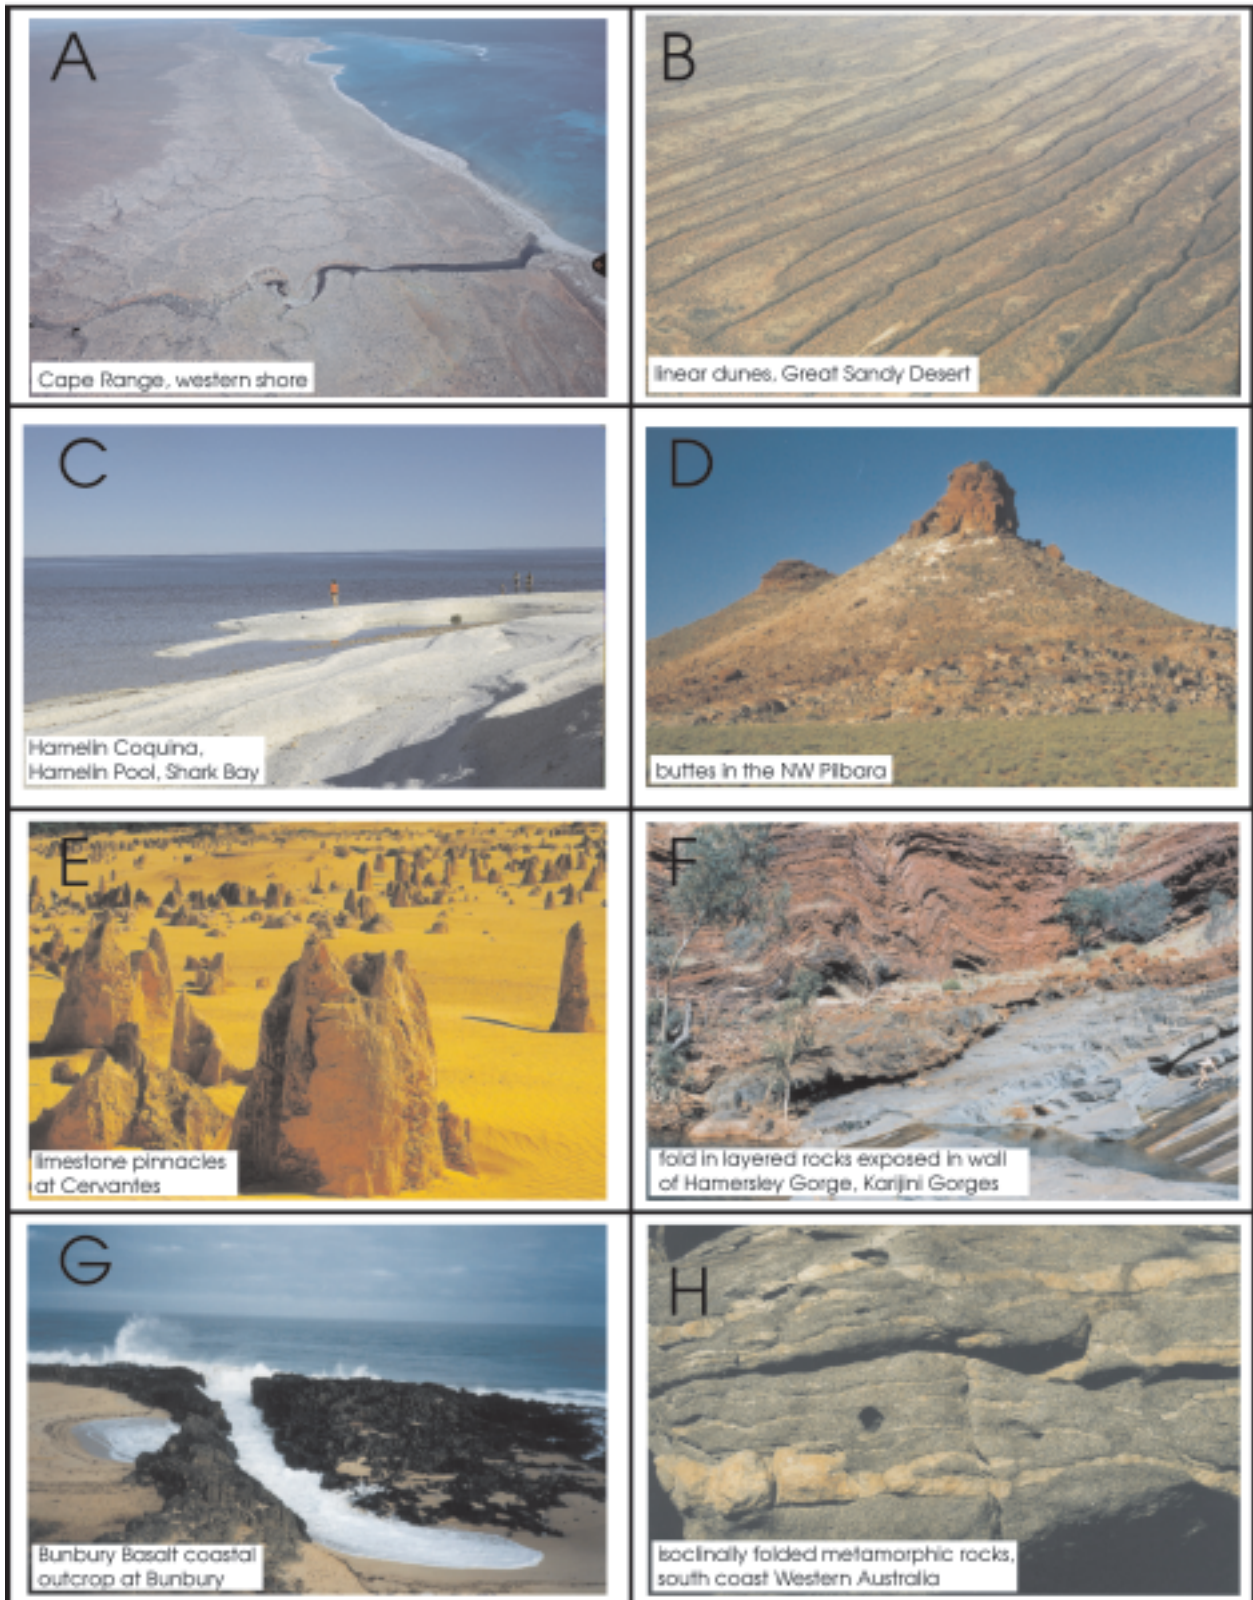 A
B
Cape Range, western shore
linear dunes, Great Sandy Desert
C
D
Hamelin Coquina,
Hamelin Pool, Shark Bay
buttes in the NW Pilbara
E
F
limestone pinnacles
at Cervantes
fold in layered rocks exposed in wall
of Hamersley Gorge, Karijini Gorges
G
H
Bunbury Basalt coastal
outcrop at Bunbury
isoclinally folded metamorphic rocks,
south coast Western Australia